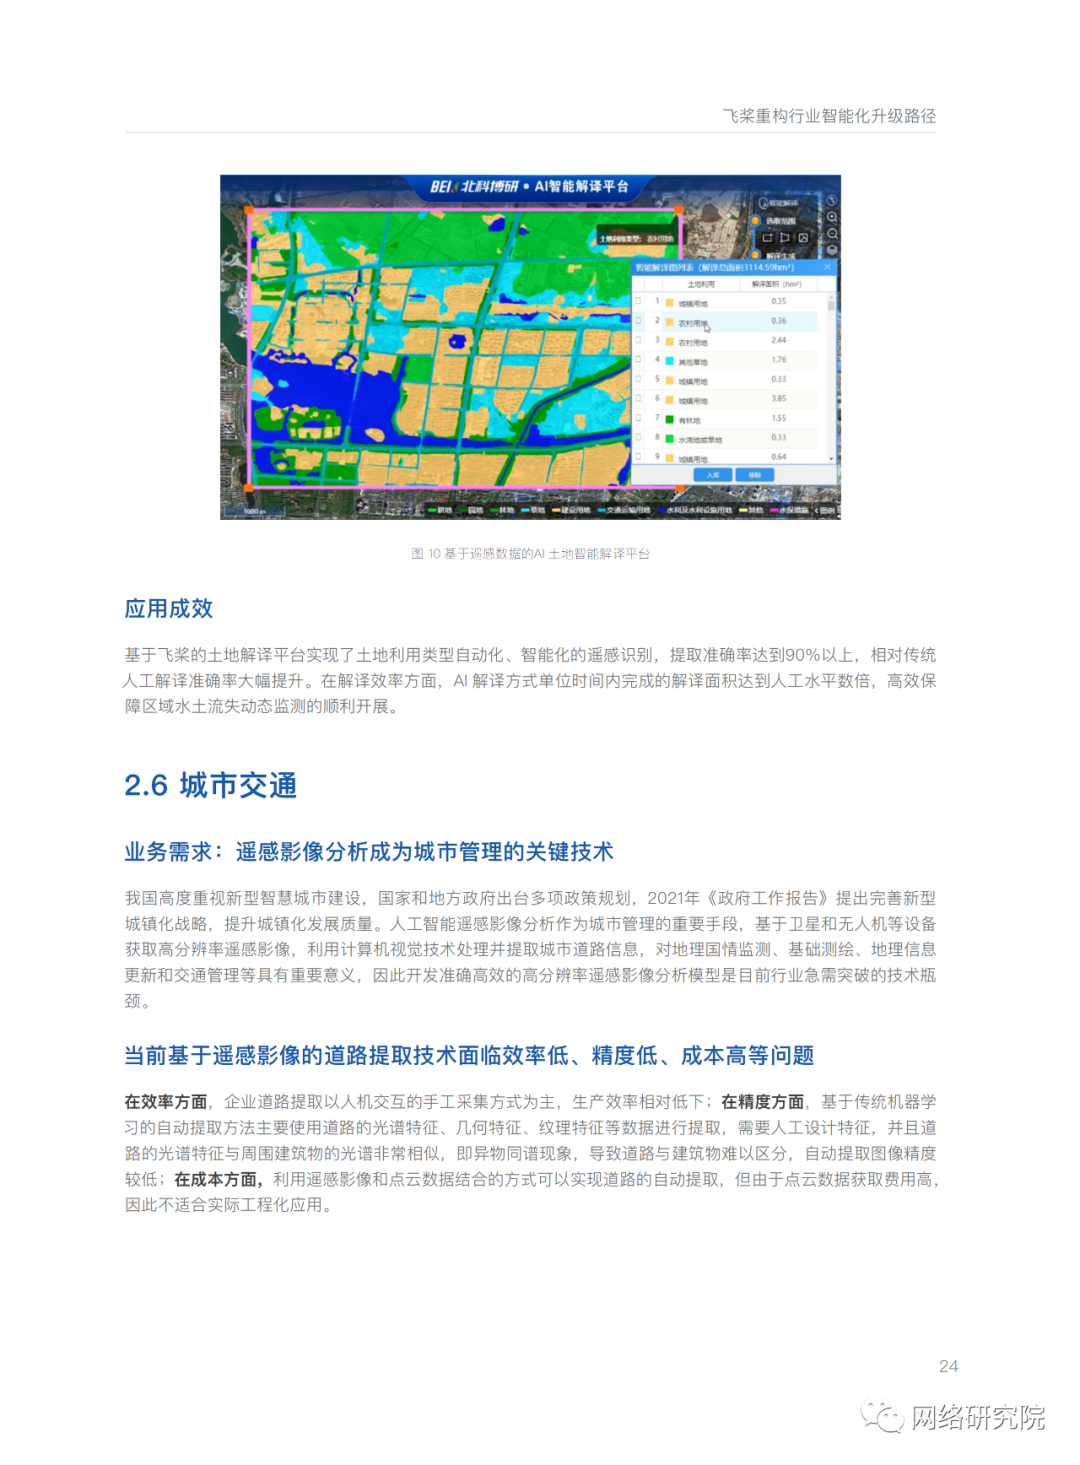 飞桨重构行业智能化升级路径
BEI 北科博研 • AI智能解译平台
智能解译
选取范围
土地利用类型: 农村用地
解译生成
智能解译图列表 (解译总面积3114.59hm²)
土地利用 解译面积 (hm²)
1 城镇用地 0.35
2 农村用地 0.36
3 农村用地 2.44
4 其他草地 1.76
5 城镇用地 0.33
6 城镇用地 3.85
7 有林地 1.55
8 0.33
9 城镇用地 0.64
入库 移除
1000 m
耕地 园地 林地 草地 建设用地 交通运输用地 水利及水利设施用地 其他 水保措施 图例
图 10 基于遥感数据的AI 土地智能解译平台
应用成效
基于飞桨的土地解译平台实现了土地利用类型自动化、智能化的遥感识别，提取准确率达到90%以上，相对传统
人工解译准确率大幅提升。在解译效率方面，AI 解译方式单位时间内完成的解译面积达到人工水平数倍，高效保
障区域水土流失动态监测的顺利开展。
2.6 城市交通
业务需求：遥感影像分析成为城市管理的关键技术
我国高度重视新型智慧城市建设，国家和地方政府出台多项政策规划，2021年《政府工作报告》提出完善新型
城镇化战略，提升城镇化发展质量。人工智能遥感影像分析作为城市管理的重要手段，基于卫星和无人机等设备
获取高分辨率遥感影像，利用计算机视觉技术处理并提取城市道路信息，对地理国情监测、基础测绘、地理信息
更新和交通管理等具有重要意义，因此开发准确高效的高分辨率遥感影像分析模型是目前行业急需突破的技术瓶
颈。
当前基于遥感影像的道路提取技术面临效率低、精度低、成本高等问题
在效率方面，企业道路提取以人机交互的手工采集方式为主，生产效率相对低下；在精度方面，基于传统机器学
习的自动提取方法主要使用道路的光谱特征、几何特征、纹理特征等数据进行提取，需要人工设计特征，并且道
路的光谱特征与周围建筑物的光谱非常相似，即异物同谱现象，导致道路与建筑物难以区分，自动提取图像精度
较低；在成本方面，利用遥感影像和点云数据结合的方式可以实现道路的自动提取，但由于点云数据获取费用高，
因此不适合实际工程化应用。
24
网络研究院